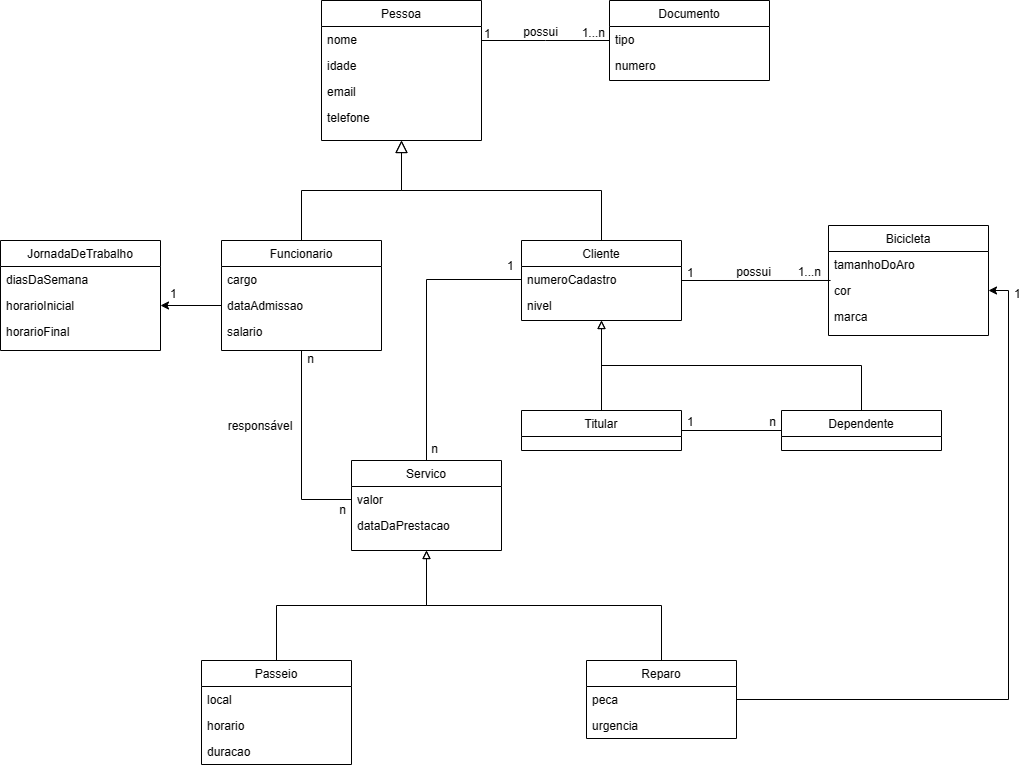 Pessoa
nome
idade
email
telefone
1
possui
1...n
Documento
tipo
numero
JornadaDeTrabalho
diasDaSemana
horarioInicial
horarioFinal
1
Funcionario
cargo
dataAdmissao
salario
n
1
Cliente
numeroCadastro
nivel
1
possui
1...n
Bicicleta
tamanhoDoAro
cor
marca
1
responsável
n
n
Titular
1
n
Dependente
Servico
valor
dataDaPrestacao
Passeio
local
horario
duracao
Reparo
peca
urgencia